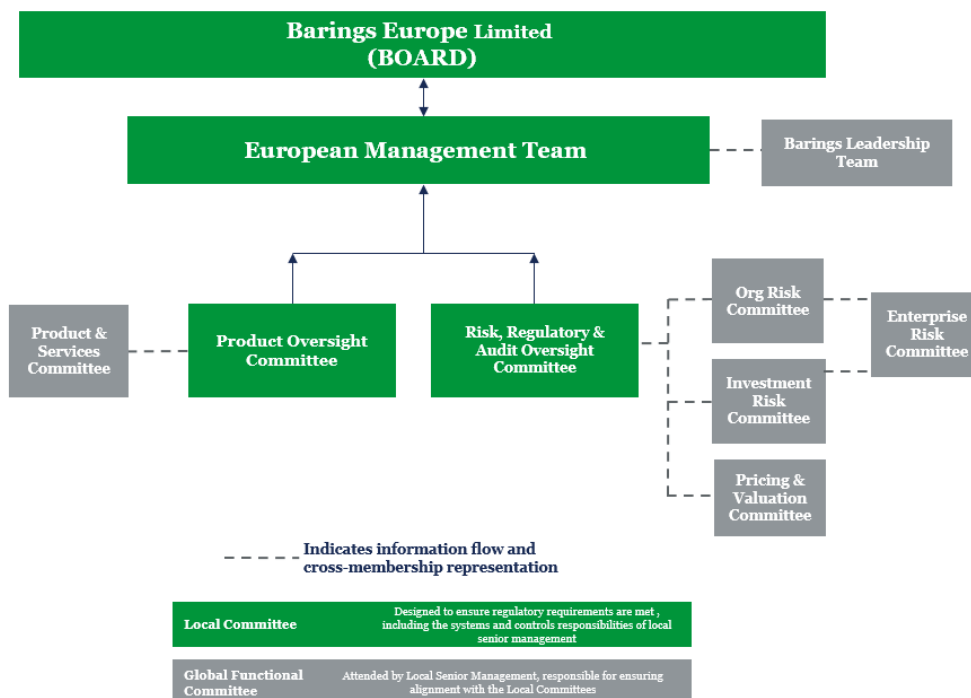 Barings Europe Limited
(BOARD)
European Management Team
Barings Leadership
Team
Product &
Services
Committee
Product Oversight
Committee
Risk, Regulatory &
Audit Oversight
Committee
Org Risk
Committee
Enterprise
Risk
Committee
Investment
Risk
Committee
Pricing &
Valuation
Committee
Indicates information flow and
cross-membership representation
Local Committee
Designed to ensure regulatory requirements are met ,
including the systems and controls responsibilities of local
senior management
Global Functional
Committee
Attended by Local Senior Management, responsible for ensuring
alignment with the Local Committees